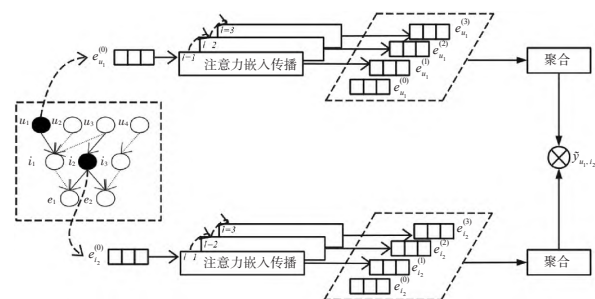 e_{u_1}^{(0)}
l=3
l-2
l-1
注意力嵌入传播
e_{u_1}^{(3)}
e_{u_1}^{(2)}
e_{u_1}^{(1)}
e_{u_1}^{(0)}
聚合
u_1 u_2 u_3 u_4
i_1 i_2 i_3
e_1 e_2
ỹ_{u_1,i_2}
e_{i_2}^{(0)}
l=3
l-2
注意力嵌入传播
e_{i_2}^{(3)}
e_{i_2}^{(2)}
e_{i_2}^{(1)}
e_{i_2}^{(0)}
聚合